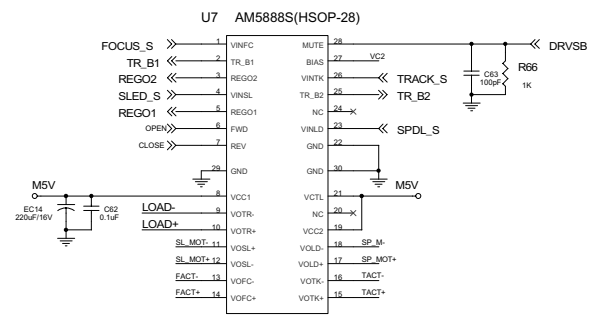 U7 AM5888S(HSOP-28)
FOCUS_S 1 VINFC MUTE 28 DRVSB
TR_B1 2 TR_B1 BIAS 27 VC2
REGO2 3 REGO2 VINTK 26 TRACK_S
SLED_S 4 VINSL TR_B2 25 TR_B2
REGO1 5 REGO1 NC 24
OPEN 6 FWD VINLD 23 SPDL_S
CLOSE 7 REV GND 22
C63
100pF
R66
1K
29 GND GND 30
M5V 8 VCC1 VCTL 21 M5V
EC14
220uF/16V
C62
0.1uF
LOAD- 9 VOTR- NC 20
LOAD+ 10 VOTR+ VCC2 19
SL_MOT- 11 VOSL+ VOLD- 18 SP_M-
SL_MOT+ 12 VOSL- VOLD+ 17 SP_MOT+
FACT- 13 VOFC- VOTK- 16 TACT-
FACT+ 14 VOFC+ VOTK+ 15 TACT+